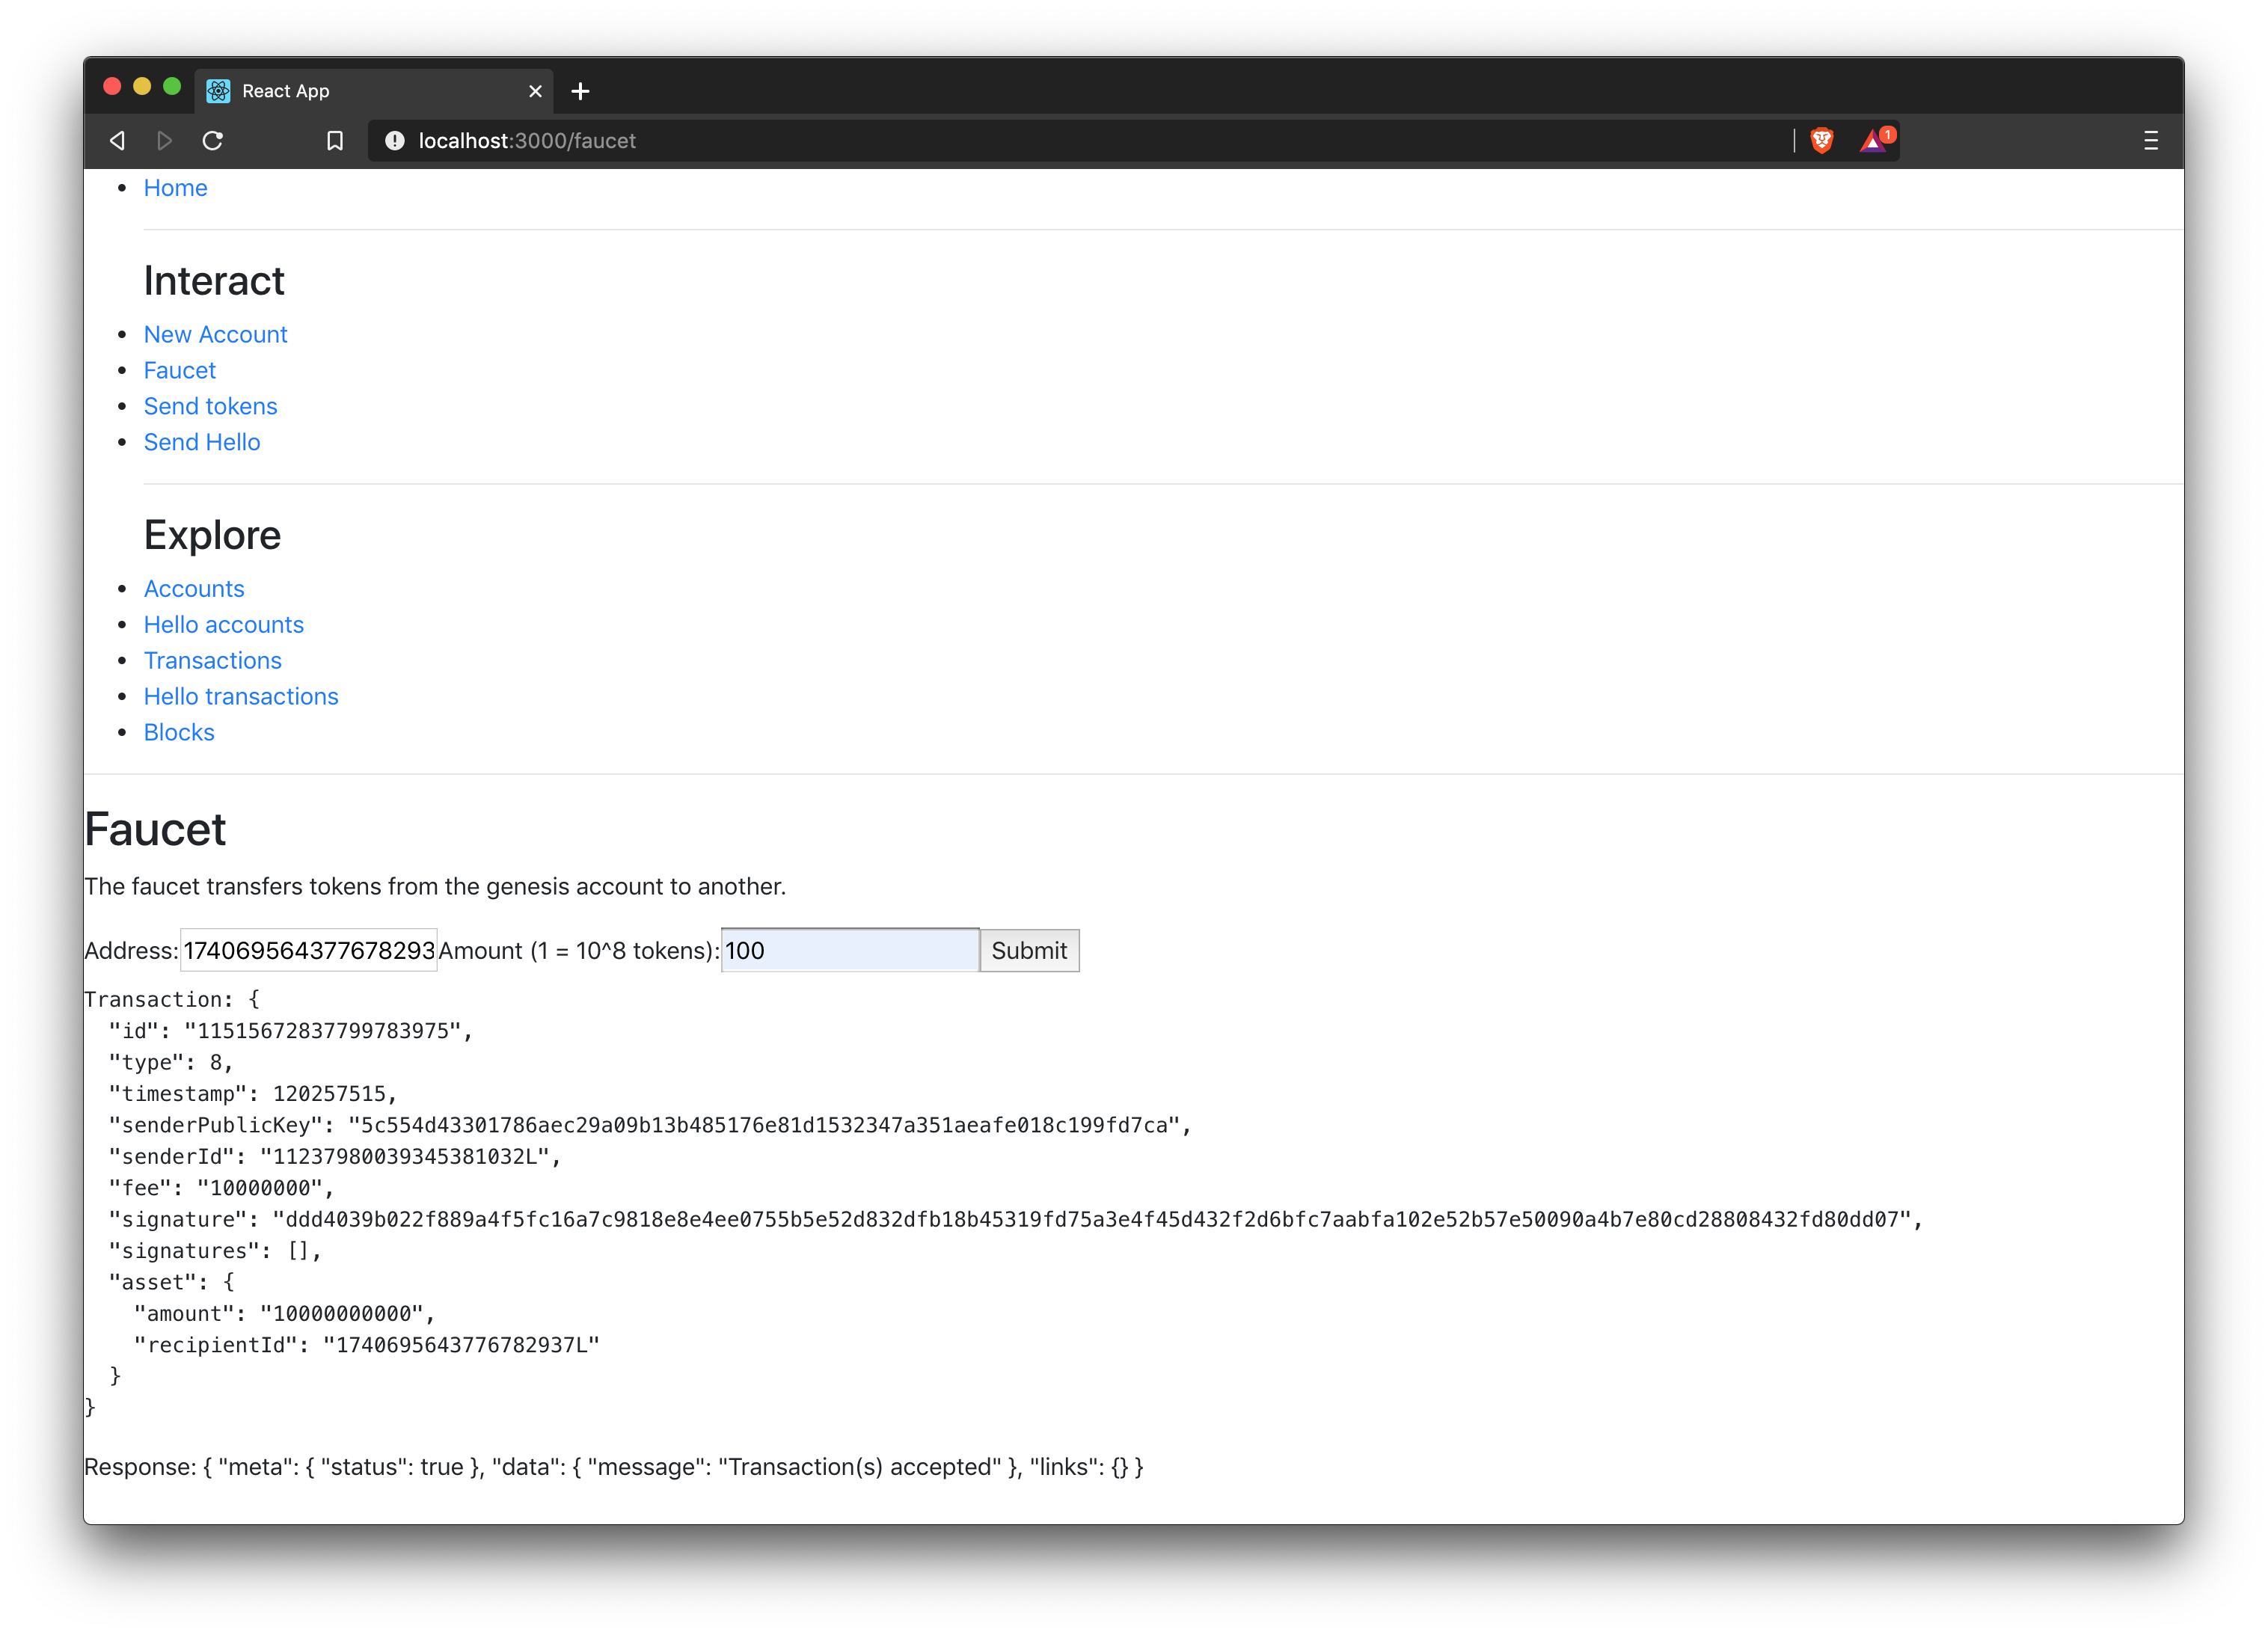 React App
localhost:3000/faucet
1
Home
Interact
New Account
Faucet
Send tokens
Send Hello
Explore
Accounts
Hello accounts
Transactions
Hello transactions
Blocks
Faucet
The faucet transfers tokens from the genesis account to another.
Address: 174069564377678293 Amount (1 = 10^8 tokens): 100 Submit
Transaction: {
  "id": "11515672837799783975",
  "type": 8,
  "timestamp": 120257515,
  "senderPublicKey": "5c554d43301786aec29a09b13b485176e81d1532347a351aeafe018c199fd7ca",
  "senderId": "11237980039345381032L",
  "fee": "10000000",
  "signature": "ddd4039b022f889a4f5fc16a7c9818e8e4ee0755b5e52d832dfb18b45319fd75a3e4f45d432f2d6bfc7aabfa102e52b57e50090a4b7e80cd28808432fd80dd07",
  "signatures": [],
  "asset": {
    "amount": "10000000000",
    "recipientId": "1740695643776782937L"
  }
}
Response: { "meta": { "status": true }, "data": { "message": "Transaction(s) accepted" }, "links": {} }